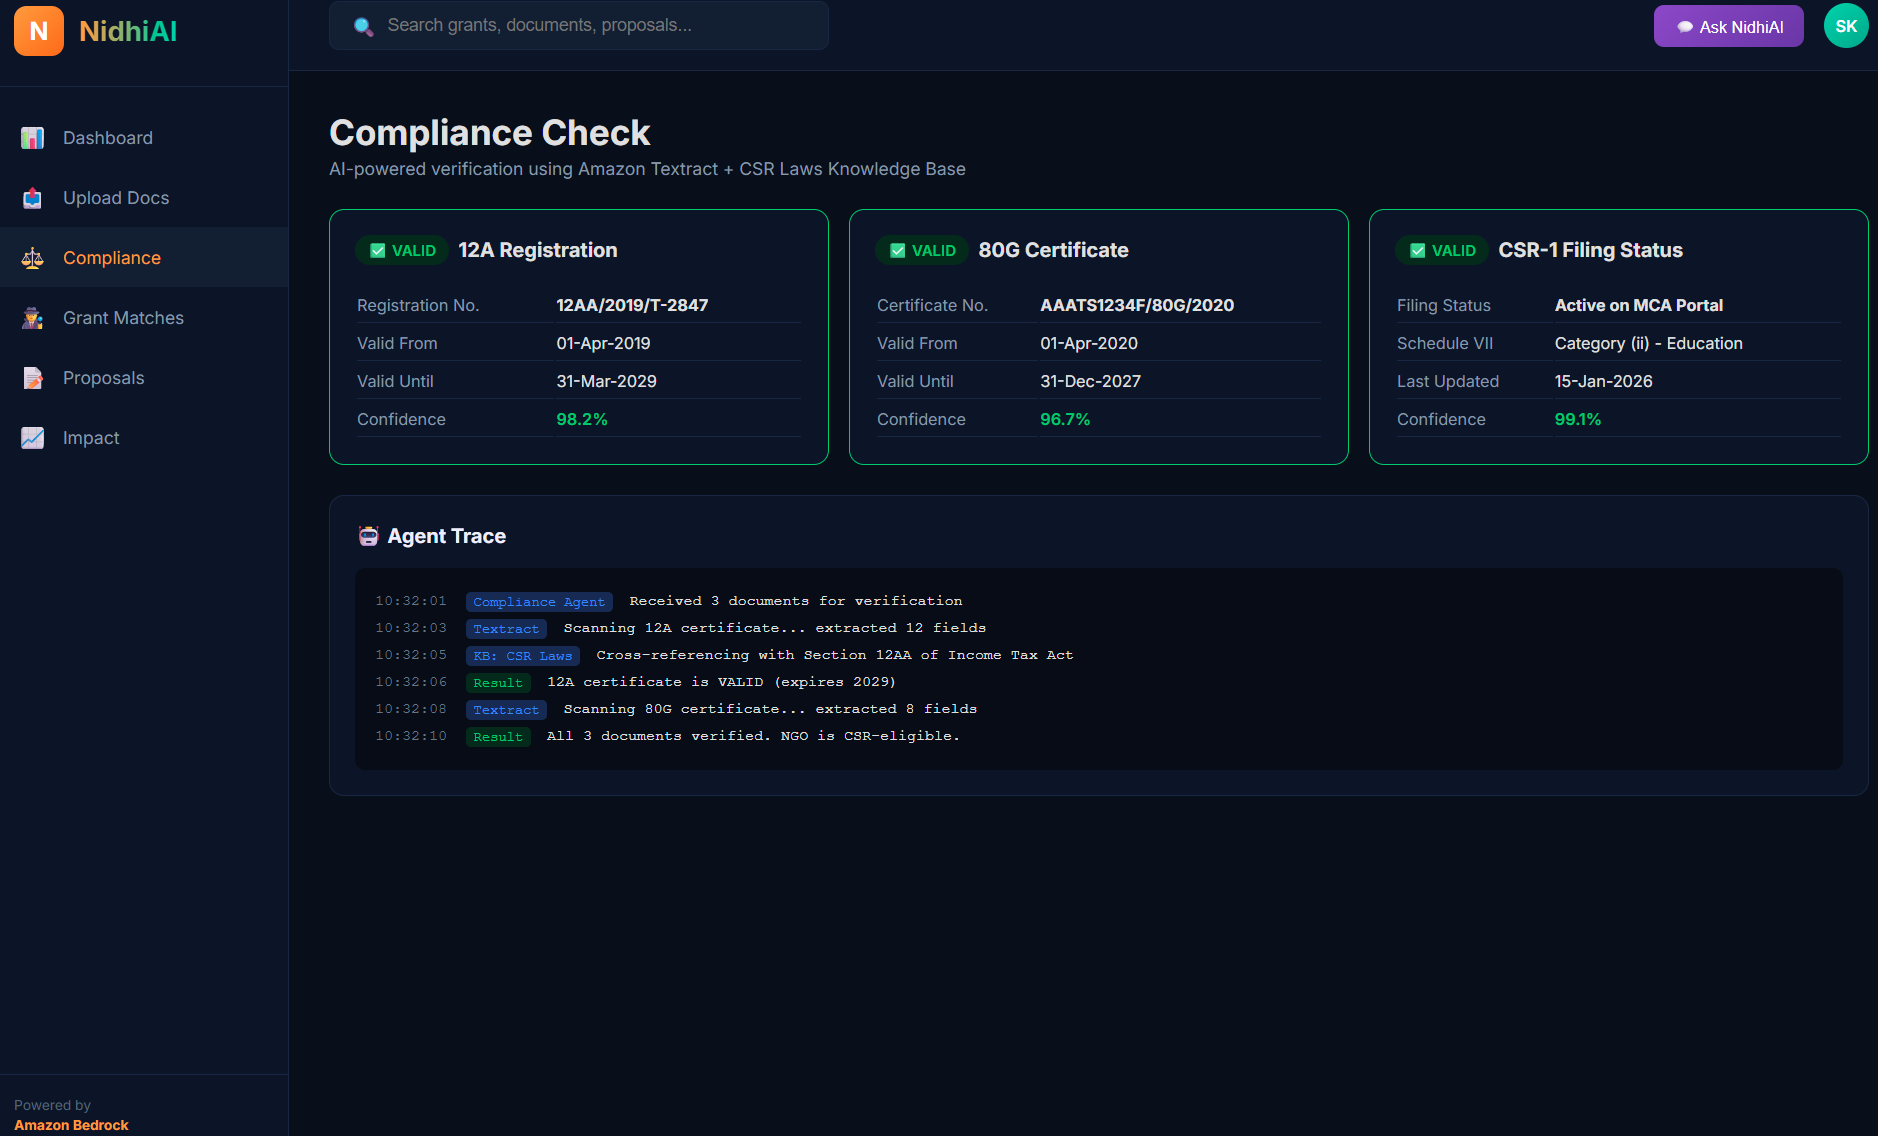 N NidhiAI
Search grants, documents, proposals...
Ask NidhiAI
SK
Dashboard
Upload Docs
Compliance
Grant Matches
Proposals
Impact
Powered by
Amazon Bedrock
Compliance Check
AI-powered verification using Amazon Textract + CSR Laws Knowledge Base
VALID 12A Registration
Registration No. 12AA/2019/T-2847
Valid From 01-Apr-2019
Valid Until 31-Mar-2029
Confidence 98.2%
VALID 80G Certificate
Certificate No. AAATS1234F/80G/2020
Valid From 01-Apr-2020
Valid Until 31-Dec-2027
Confidence 96.7%
VALID CSR-1 Filing Status
Filing Status Active on MCA Portal
Schedule VII Category (ii) - Education
Last Updated 15-Jan-2026
Confidence 99.1%
Agent Trace
10:32:01 Compliance Agent Received 3 documents for verification
10:32:03 Textract Scanning 12A certificate... extracted 12 fields
10:32:05 KB: CSR Laws Cross-referencing with Section 12AA of Income Tax Act
10:32:06 Result 12A certificate is VALID (expires 2029)
10:32:08 Textract Scanning 80G certificate... extracted 8 fields
10:32:10 Result All 3 documents verified. NGO is CSR-eligible.